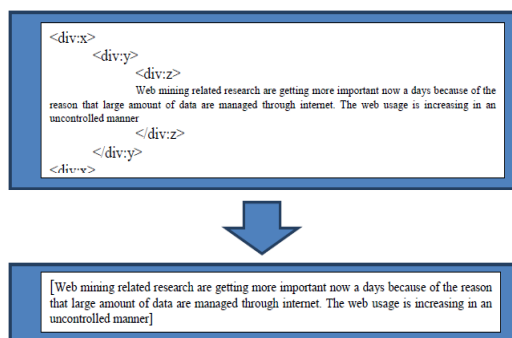 <div:x>
<div:y>
<div:z>
Web mining related research are getting more important now a days because of the
reason that large amount of data are managed through internet. The web usage is increasing in an
uncontrolled manner
</div:z>
</div:y>
<div:x>
[Web mining related research are getting more important now a days because of the reason
that large amount of data are managed through internet. The web usage is increasing in an
uncontrolled manner]